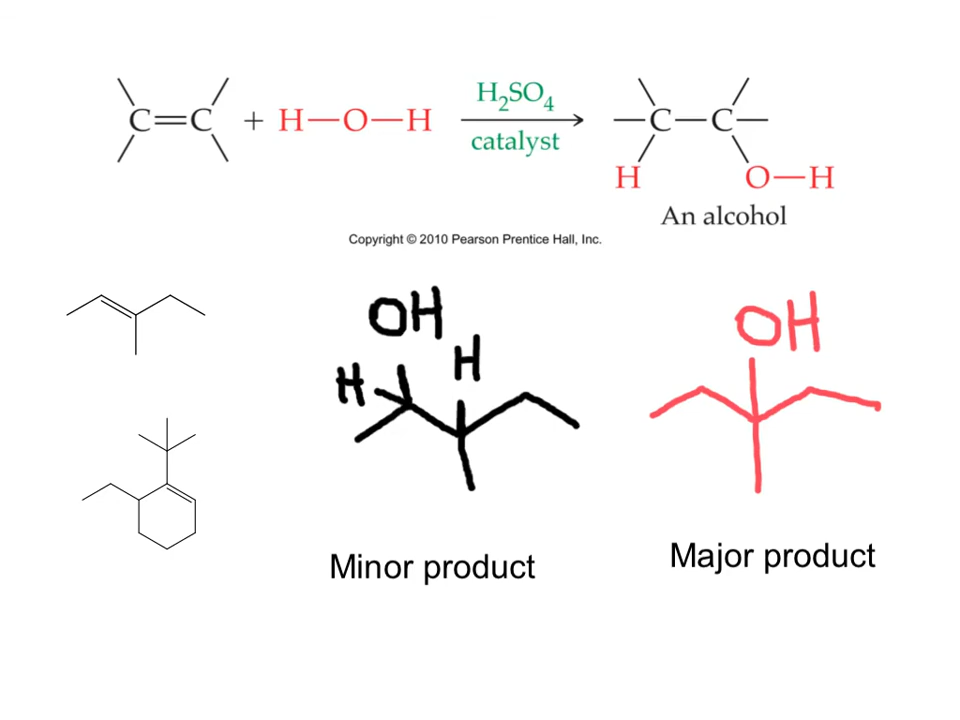 H₂SO₄
C=C + H—O—H catalyst —C—C—
H O—H
An alcohol
Copyright © 2010 Pearson Prentice Hall, Inc.
OH
H
H
OH
Minor product
Major product